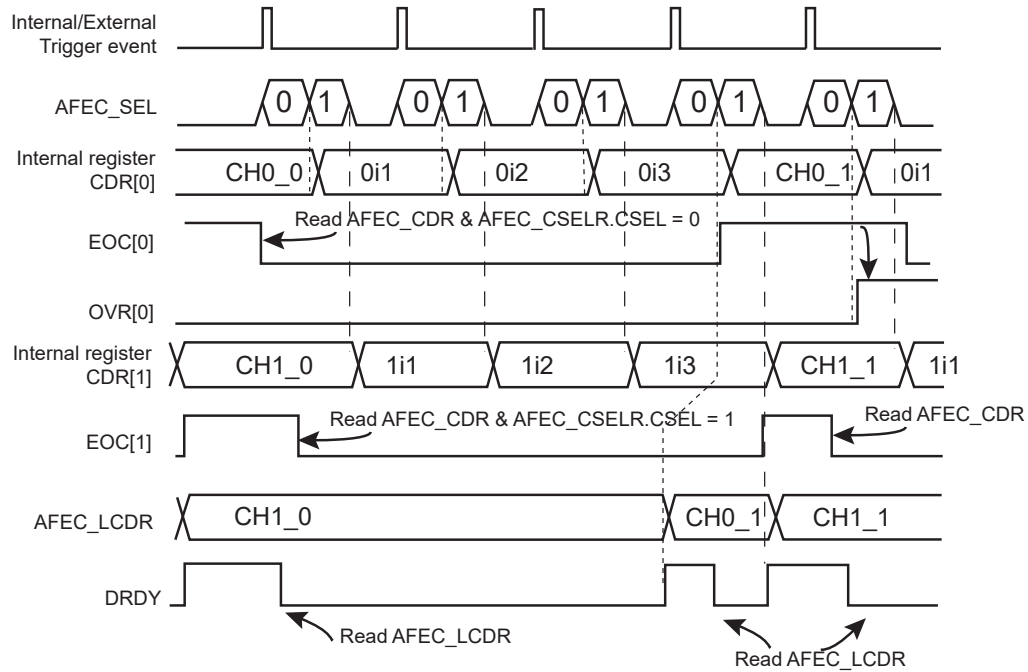 Internal/External
Trigger event
AFEC_SEL
0 1 0 1 0 1 0 1 0 1
Internal register
CDR[0]
CH0_0 0i1 0i2 0i3 CH0_1 0i1
Read AFEC_CDR & AFEC_CSELR.CSEL = 0
EOC[0]
OVR[0]
Internal register
CDR[1]
CH1_0 1i1 1i2 1i3 CH1_1 1i1
Read AFEC_CDR & AFEC_CSELR.CSEL = 1
Read AFEC_CDR
EOC[1]
AFEC_LCDR
CH1_0 CH0_1 CH1_1
DRDY
Read AFEC_LCDR
Read AFEC_LCDR